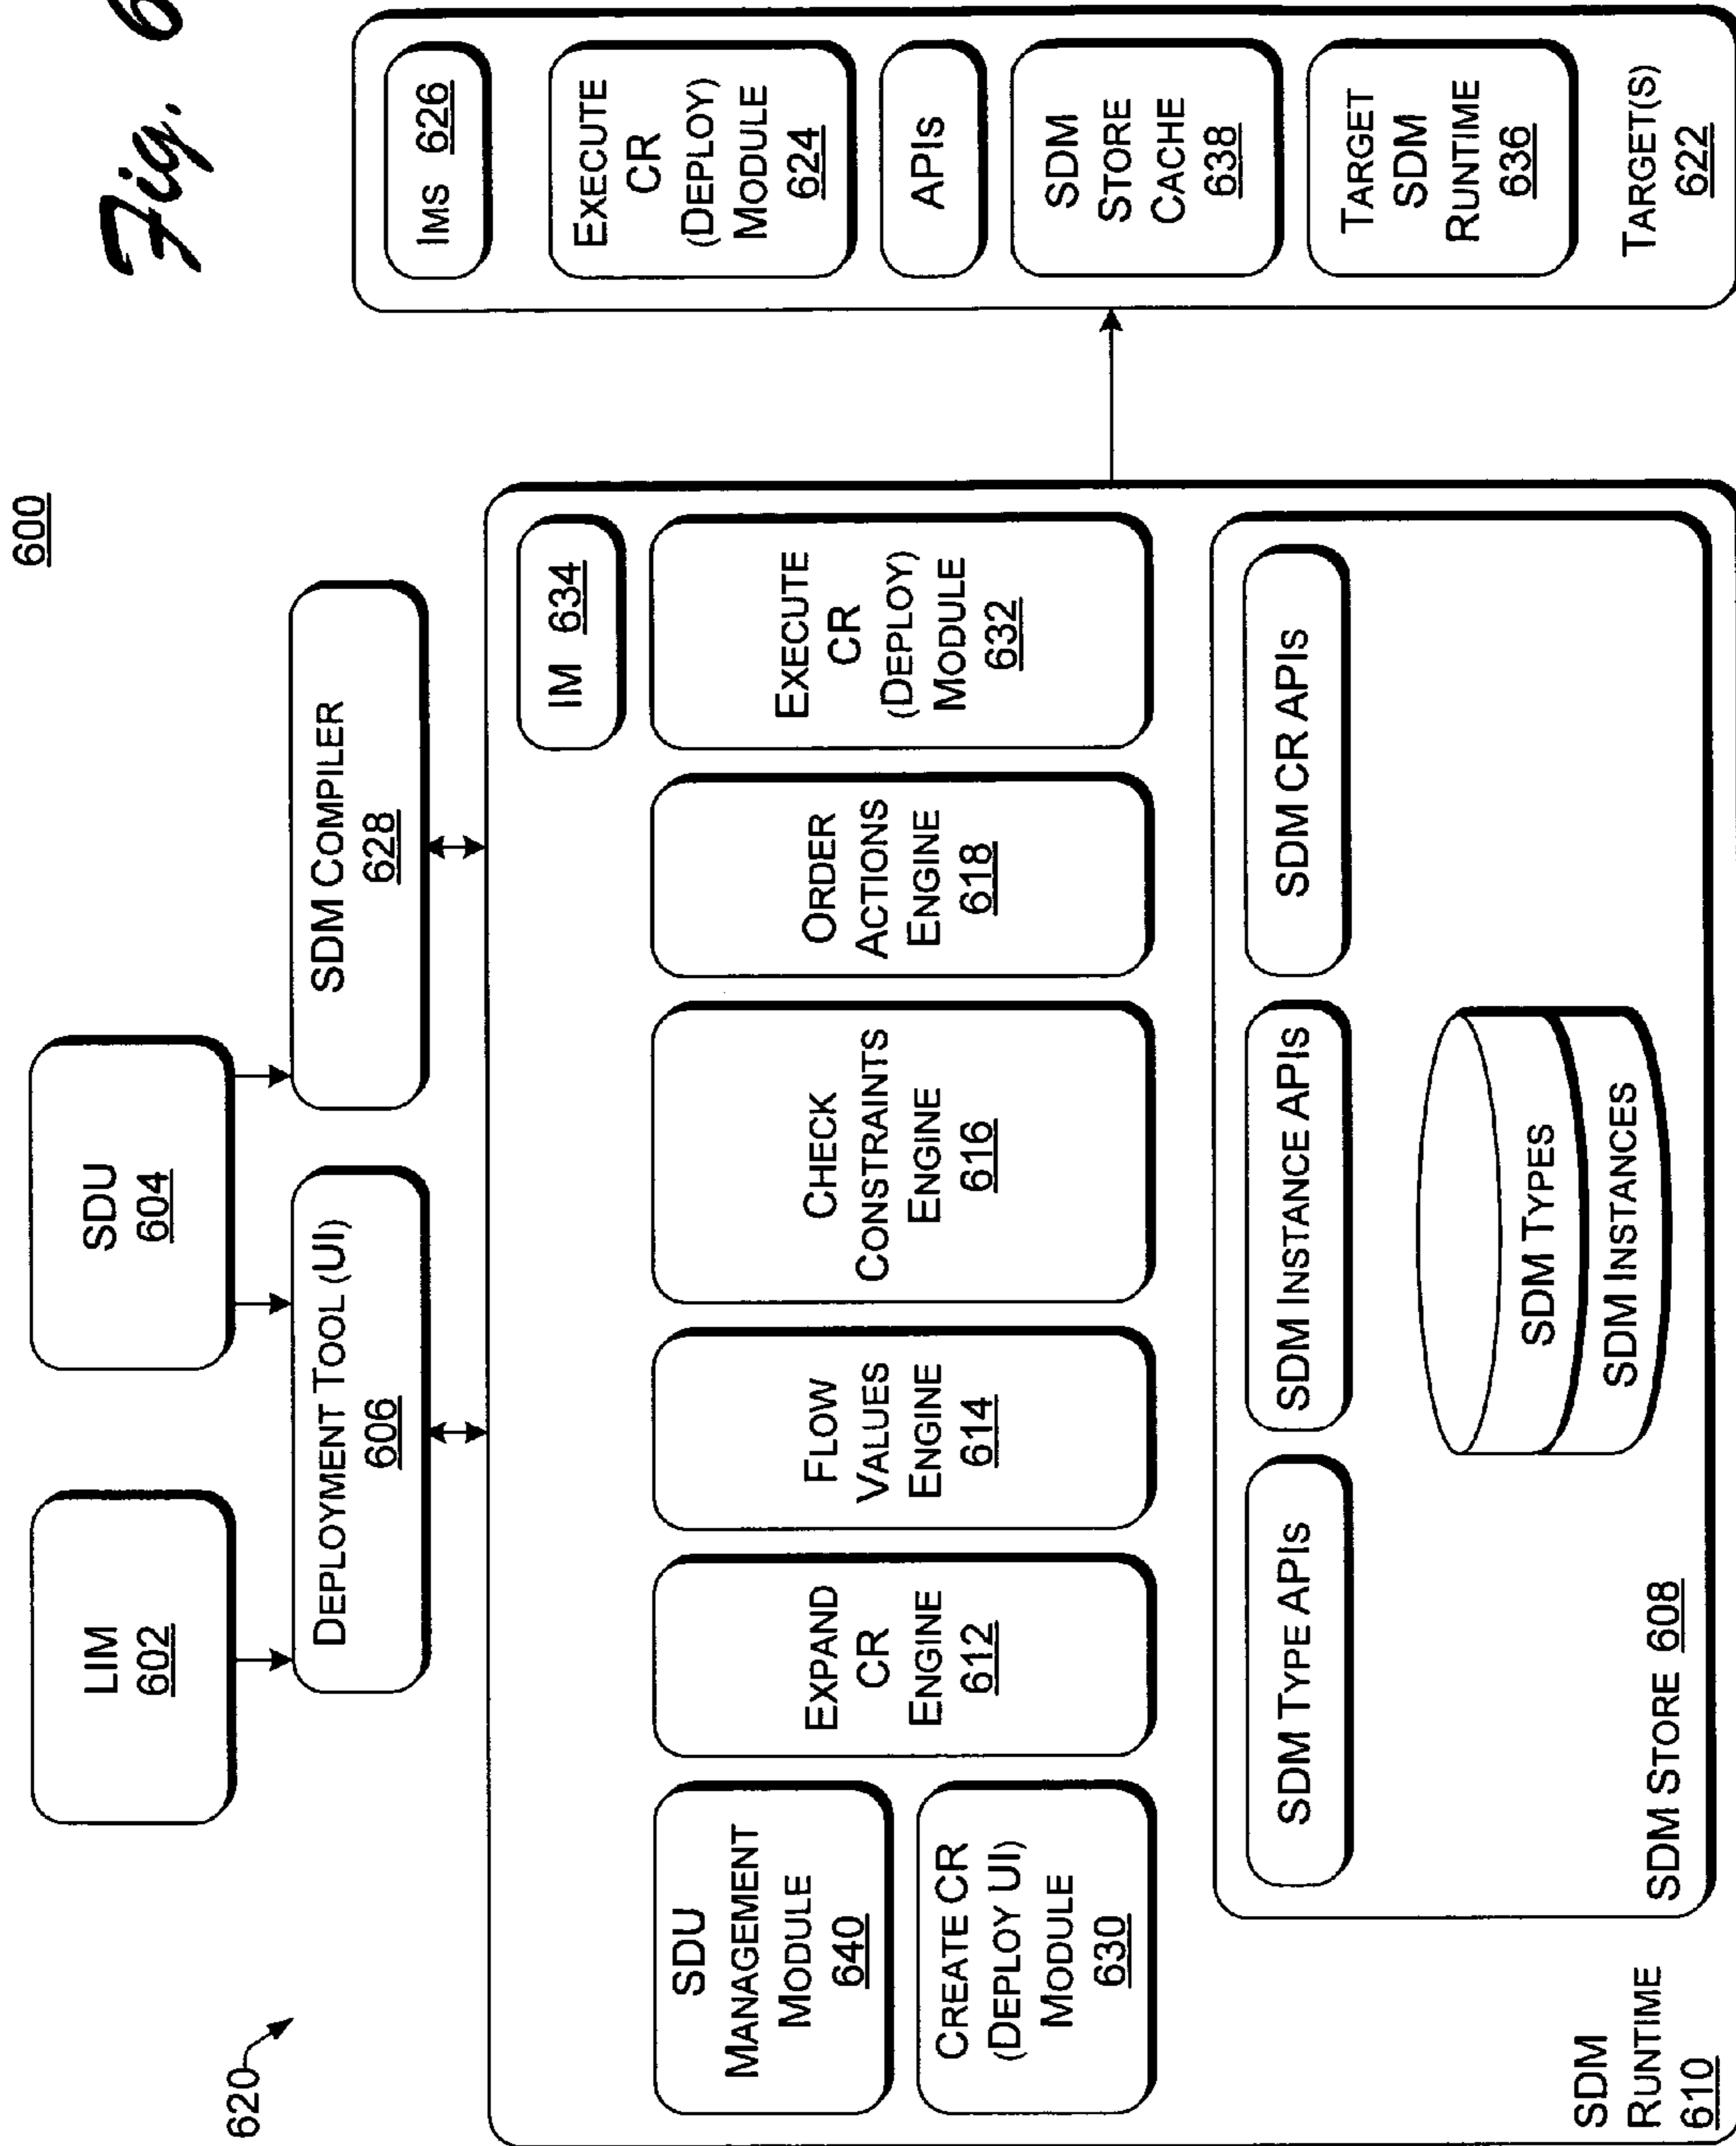 600
Fig. 6
LIM
602
SDU
604
DEPLOYMENT TOOL (UI)
606
SDM COMPILER
628
620
IM 634
SDU
MANAGEMENT
MODULE
640
CREATE CR
(DEPLOY UI)
MODULE
630
EXPAND
CR
ENGINE
612
FLOW
VALUES
ENGINE
614
CHECK
CONSTRAINTS
ENGINE
616
ORDER
ACTIONS
ENGINE
618
EXECUTE
CR
(DEPLOY)
MODULE
632
SDM TYPE APIS
SDM INSTANCE APIS
SDM CR APIS
SDM TYPES
SDM INSTANCES
SDM STORE 608
SDM
RUNTIME
610
IMS 626
EXECUTE
CR
(DEPLOY)
MODULE
624
APIS
SDM
STORE
CACHE
638
TARGET
SDM
RUNTIME
636
TARGET(S)
622